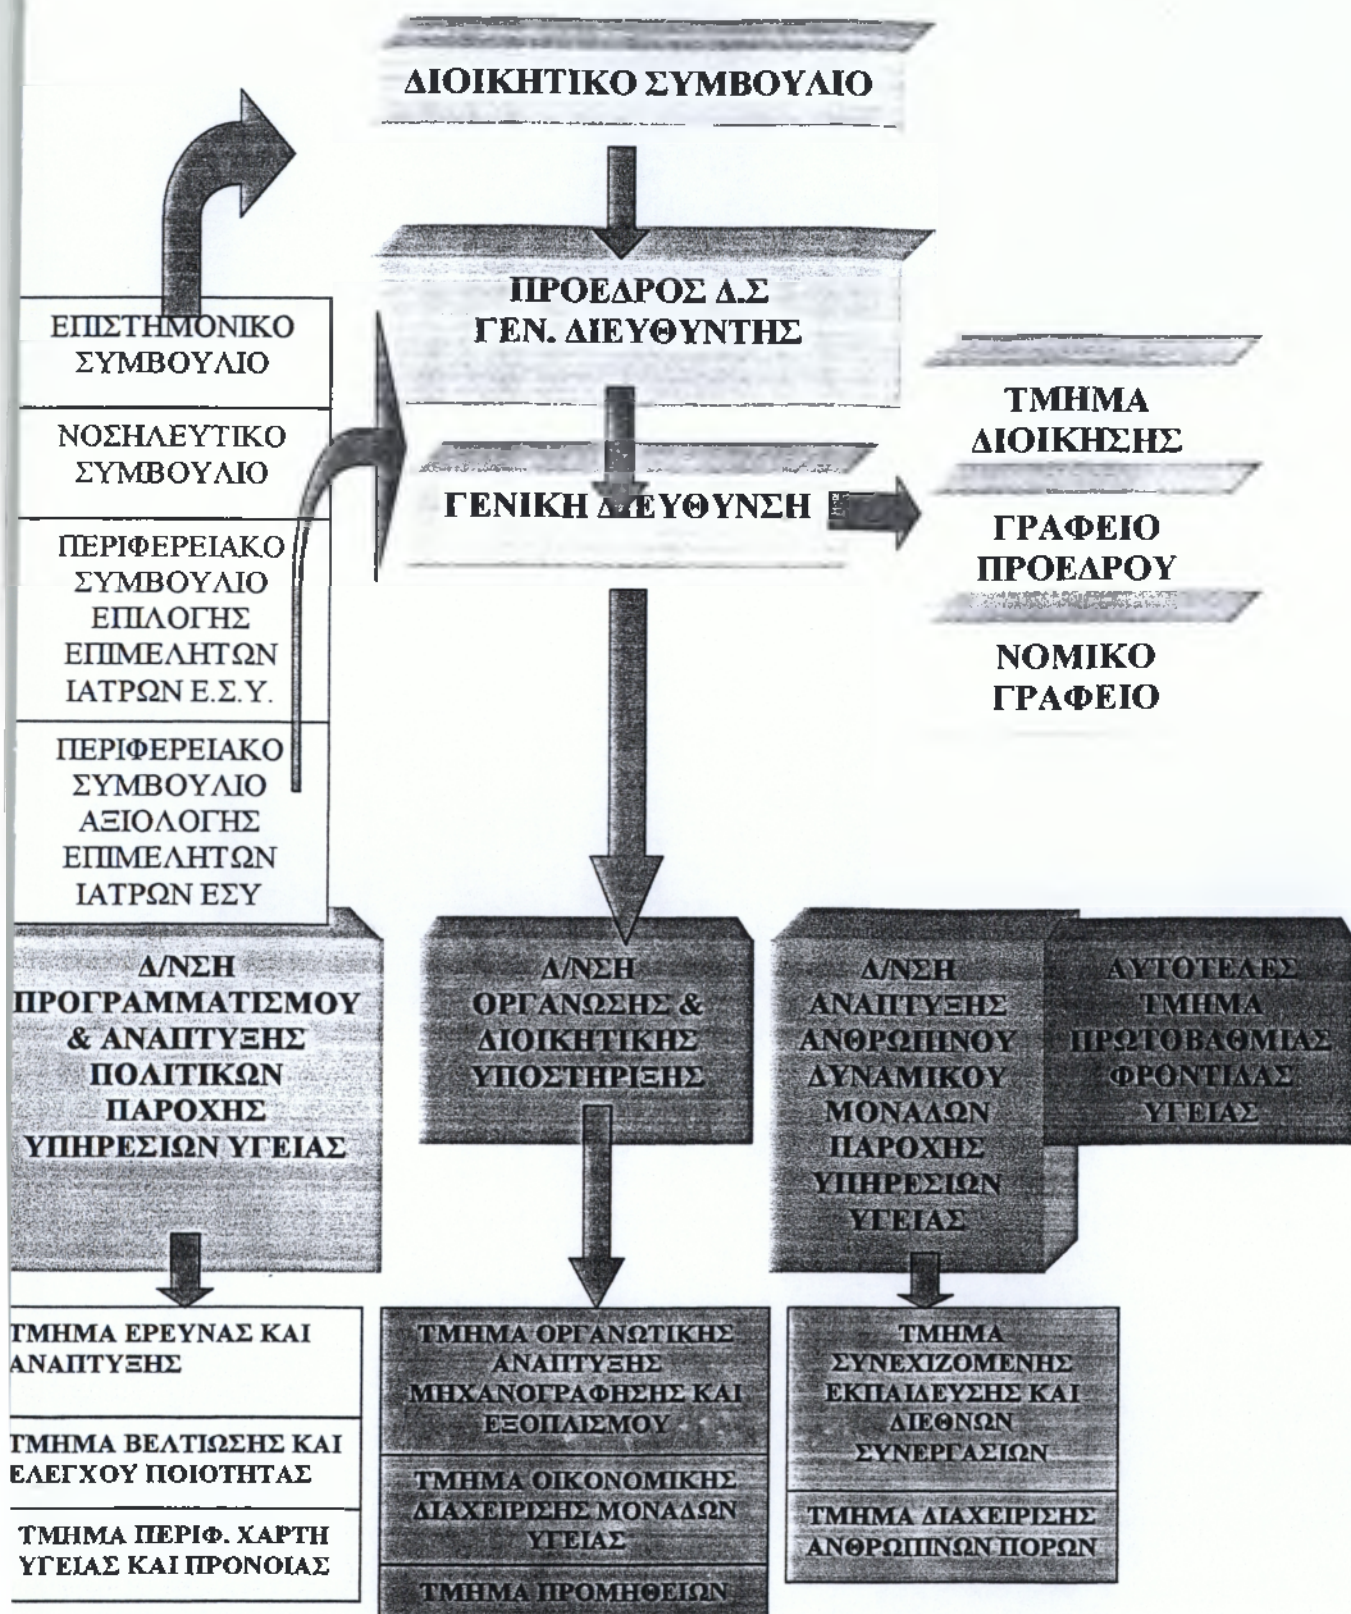 ΔΙΟΙΚΗΤΙΚΟ ΣΥΜΒΟΥΛΙΟ
ΠΡΟΕΔΡΟΣ Δ.Σ
ΓΕΝ. ΔΙΕΥΘΥΝΤΗΣ
ΕΠΙΣΤΗΜΟΝΙΚΟ
ΣΥΜΒΟΥΛΙΟ
ΝΟΣΗΛΕΥΤΙΚΟ
ΣΥΜΒΟΥΛΙΟ
ΠΕΡΙΦΕΡΕΙΑΚΟ
ΣΥΜΒΟΥΛΙΟ
ΕΠΙΛΟΓΗΣ
ΕΠΙΜΕΛΗΤΩΝ
ΙΑΤΡΩΝ Ε.Σ.Υ.
ΠΕΡΙΦΕΡΕΙΑΚΟ
ΣΥΜΒΟΥΛΙΟ
ΑΞΙΟΛΟΓΗΣ
ΕΠΙΜΕΛΗΤΩΝ
ΙΑΤΡΩΝ ΕΣΥ
ΓΕΝΙΚΗ ΔΙΕΥΘΥΝΣΗ
ΤΜΗΜΑ
ΔΙΟΙΚΗΣΗΣ
ΓΡΑΦΕΙΟ
ΠΡΟΕΔΡΟΥ
ΝΟΜΙΚΟ
ΓΡΑΦΕΙΟ
Δ/ΝΣΗ
ΠΡΟΓΡΑΜΜΑΤΙΣΜΟΥ
& ΑΝΑΠΤΥΞΗΣ
ΠΟΛΙΤΙΚΩΝ
ΠΑΡΟΧΗΣ
ΥΠΗΡΕΣΙΩΝ ΥΓΕΙΑΣ
Δ/ΝΣΗ
ΟΡΓΑΝΩΣΗΣ &
ΔΙΟΙΚΗΤΙΚΗΣ
ΥΠΟΣΤΗΡΙΞΗΣ
Δ/ΝΣΗ
ΑΝΑΠΤΥΞΗΣ
ΑΝΘΡΩΠΙΝΟΥ
ΔΥΝΑΜΙΚΟΥ
ΜΟΝΑΔΩΝ
ΠΑΡΟΧΗΣ
ΥΠΗΡΕΣΙΩΝ
ΥΓΕΙΑΣ
ΑΥΤΟΤΕΛΕΣ
ΤΜΗΜΑ
ΠΡΩΤΟΒΑΘΜΙΑΣ
ΦΡΟΝΤΙΔΑΣ
ΥΓΕΙΑΣ
ΤΜΗΜΑ ΕΡΕΥΝΑΣ ΚΑΙ
ΑΝΑΠΤΥΞΗΣ
ΤΜΗΜΑ ΒΕΛΤΙΩΣΗΣ ΚΑΙ
ΕΛΕΓΧΟΥ ΠΟΙΟΤΗΤΑΣ
ΤΜΗΜΑ ΠΕΡΙΦ. ΧΑΡΤΗ
ΥΓΕΙΑΣ ΚΑΙ ΠΡΟΝΟΙΑΣ
ΤΜΗΜΑ ΟΡΓΑΝΩΤΙΚΗΣ
ΑΝΑΠΤΥΞΗΣ
ΜΗΧΑΝΟΓΡΑΦΗΣΗΣ ΚΑΙ
ΕΞΟΠΛΙΣΜΟΥ
ΤΜΗΜΑ ΟΙΚΟΝΟΜΙΚΗΣ
ΔΙΑΧΕΙΡΙΣΗΣ ΜΟΝΑΔΩΝ
ΥΓΕΙΑΣ
ΤΜΗΜΑ ΠΡΟΜΗΘΕΙΩΝ
ΤΜΗΜΑ
ΣΥΝΕΧΙΖΟΜΕΝΗΣ
ΕΚΠΑΙΔΕΥΣΗΣ ΚΑΙ
ΔΙΕΘΝΩΝ
ΣΥΝΕΡΓΑΣΙΩΝ
ΤΜΗΜΑ ΔΙΑΧΕΙΡΙΣΗΣ
ΑΝΘΡΩΠΙΝΩΝ ΠΟΡΩΝ